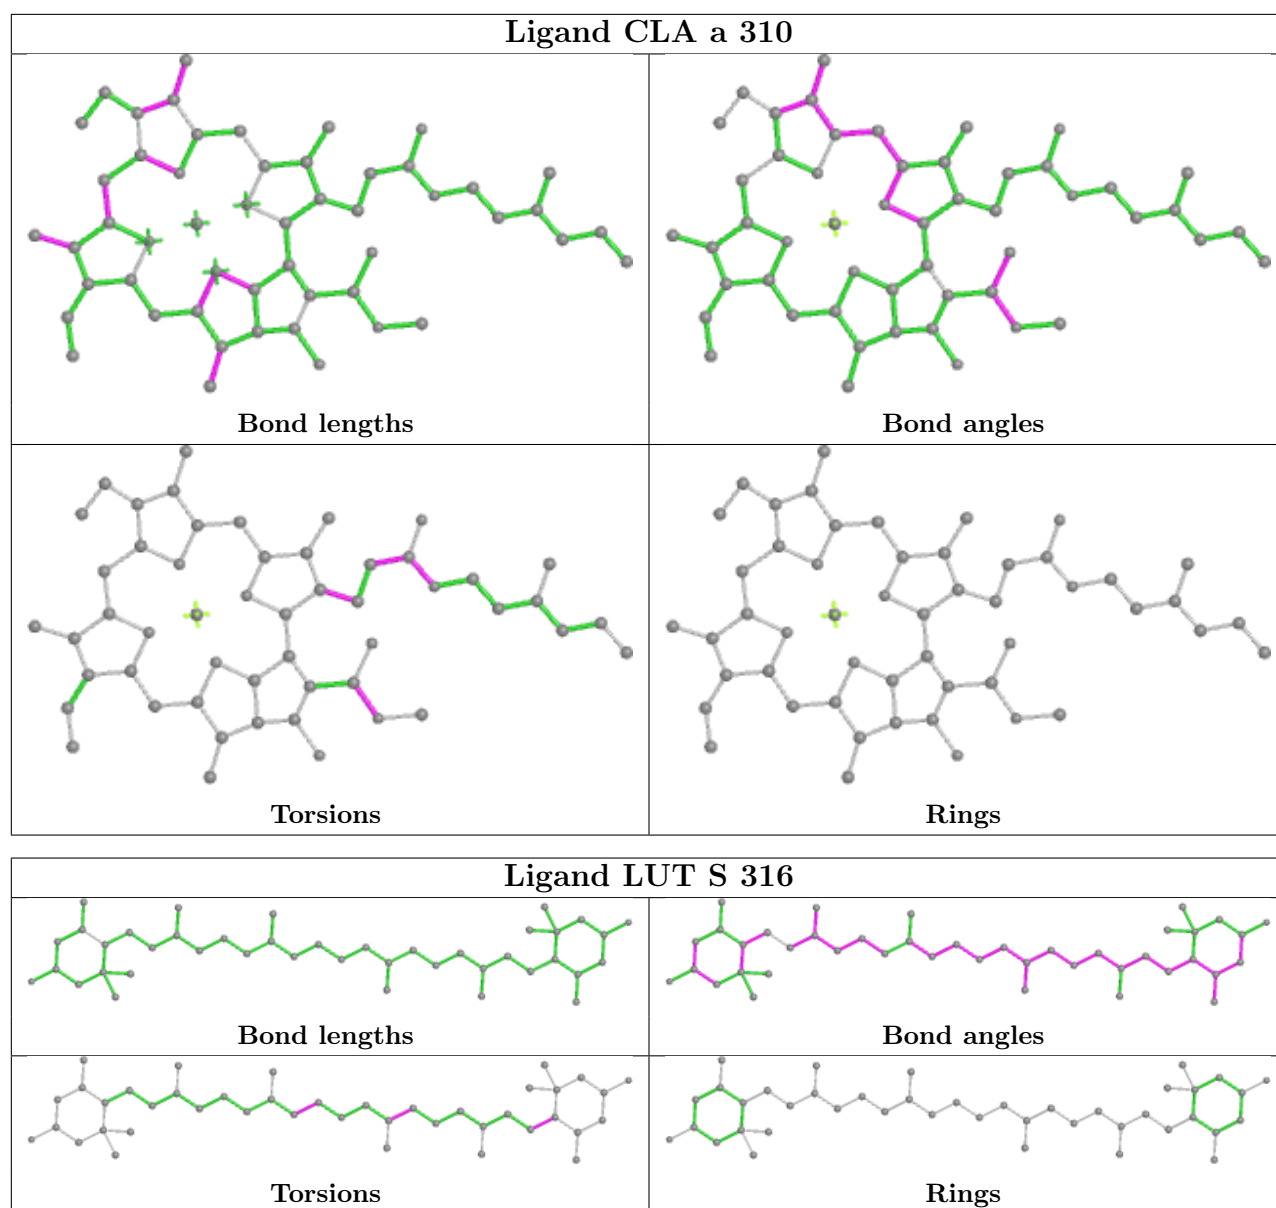 Ligand CLA a 310
Bond lengths
Bond angles
Torsions
Rings
Ligand LUT S 316
Bond lengths
Bond angles
Torsions
Rings